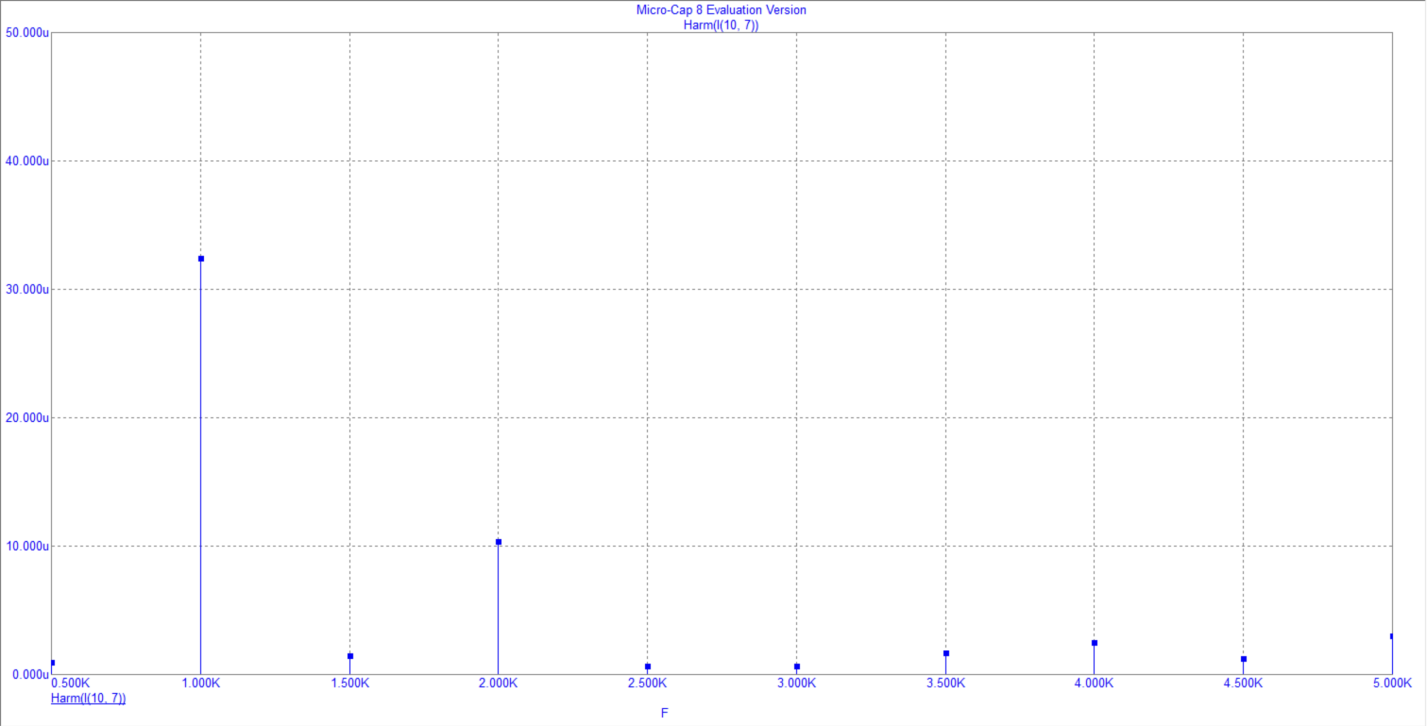 Micro-Cap 8 Evaluation Version
Harm(I(10, 7))
50.000u
40.000u
30.000u
20.000u
10.000u
0.000u
0.500K 1.000K 1.500K 2.000K 2.500K 3.000K 3.500K 4.000K 4.500K 5.000K
Harm(I(10, 7))
F